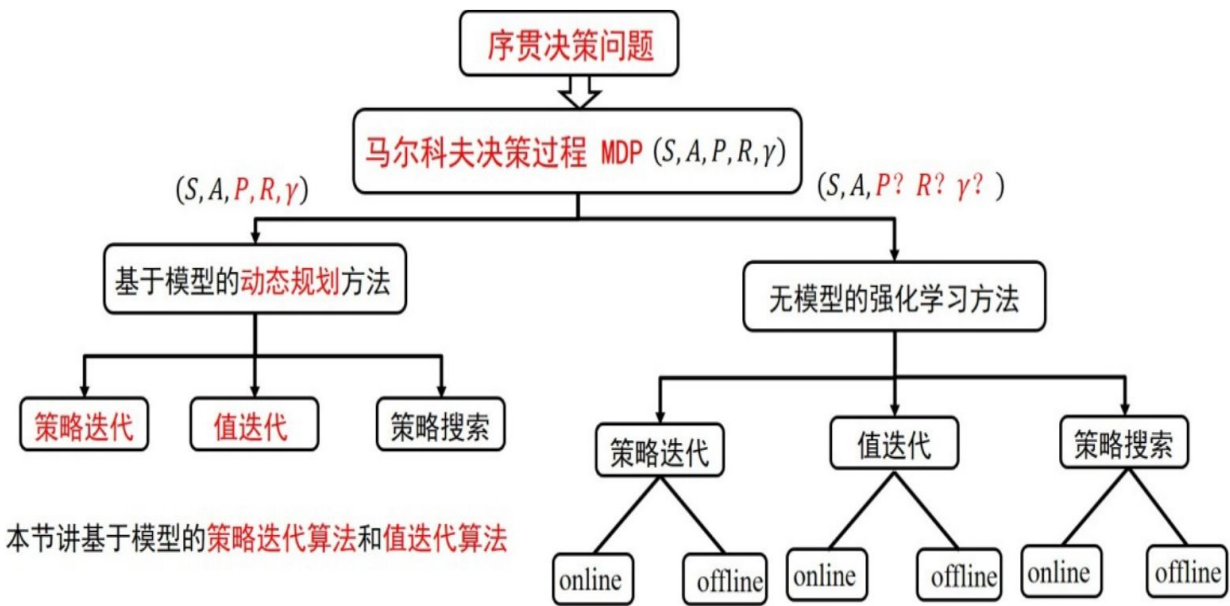 序贯决策问题
马尔科夫决策过程 MDP (S, A, P, R, γ)
(S, A, P, R, γ)
(S, A, P? R? γ? )
基于模型的动态规划方法
无模型的强化学习方法
策略迭代
值迭代
策略搜索
策略迭代
值迭代
策略搜索
本节讲基于模型的策略迭代算法和值迭代算法
online
offline
online
offline
online
offline